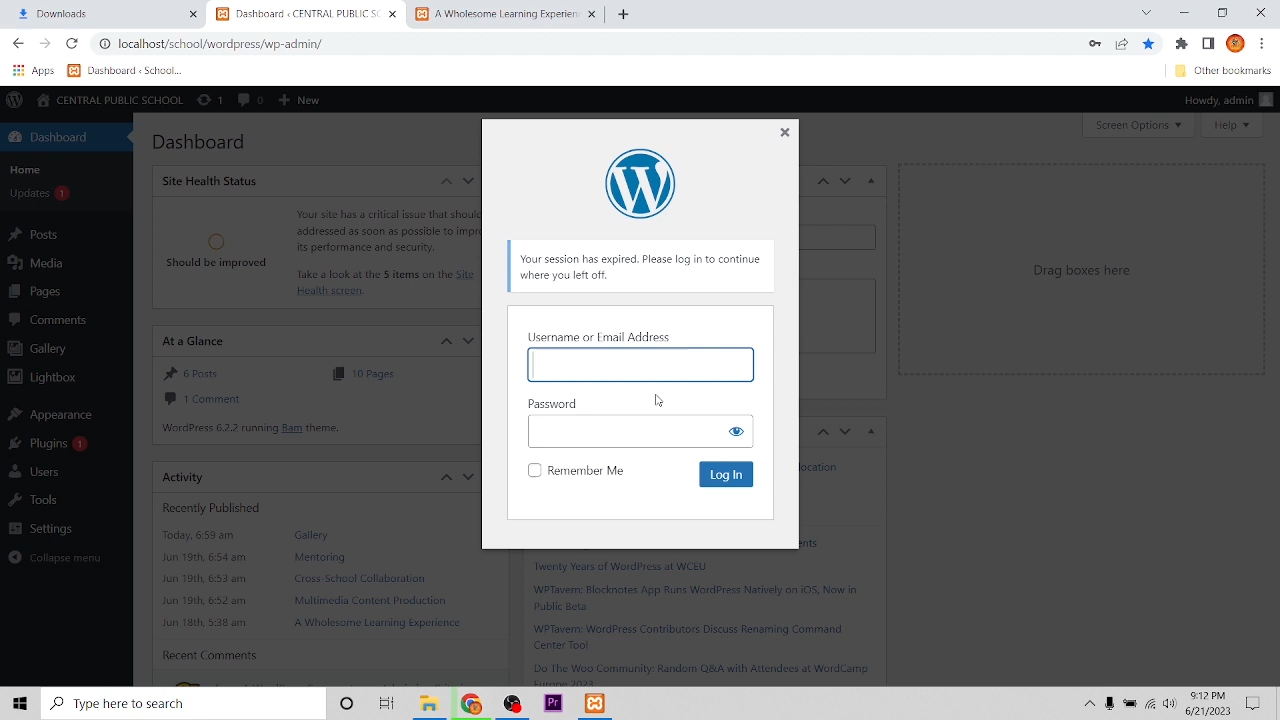 Dashboard ‹ CENTRAL PUBLIC SC
A Wholesome Learning Experienc
localhost/school/wordpress/wp-admin/
Apps
Dashboard ‹ School...
Other bookmarks
CENTRAL PUBLIC SCHOOL
1
0
New
Howdy, admin
Dashboard
Home
Updates 1
Posts
Media
Pages
Comments
Gallery
Lightbox
Appearance
Plugins 1
Users
Tools
Settings
Collapse menu
Dashboard
Screen Options
Help
Site Health Status
Should be improved
Your site has a critical issue that should
addressed as soon as possible to impro
its performance and security.
Take a look at the 5 items on the Site
Health screen.
At a Glance
6 Posts
10 Pages
1 Comment
WordPress 6.2.2 running Bam theme.
Activity
Recently Published
Today, 6:59 am
Gallery
Jun 19th, 6:54 am
Mentoring
Jun 19th, 6:53 am
Cross-School Collaboration
Jun 19th, 6:52 am
Multimedia Content Production
Jun 18th, 5:38 am
A Wholesome Learning Experience
Recent Comments
Your session has expired. Please log in to continue
where you left off.
Username or Email Address
Password
Remember Me
Log In
location
ents
Twenty Years of WordPress at WCEU
WPTavern: Blocknotes App Runs WordPress Natively on iOS, Now in
Public Beta
WPTavern: WordPress Contributors Discuss Renaming Command
Center Tool
Do The Woo Community: Random Q&A with Attendees at WordCamp
Europe 2023
Drag boxes here
Type here to search
Pr
9:12 PM
6/21/2023